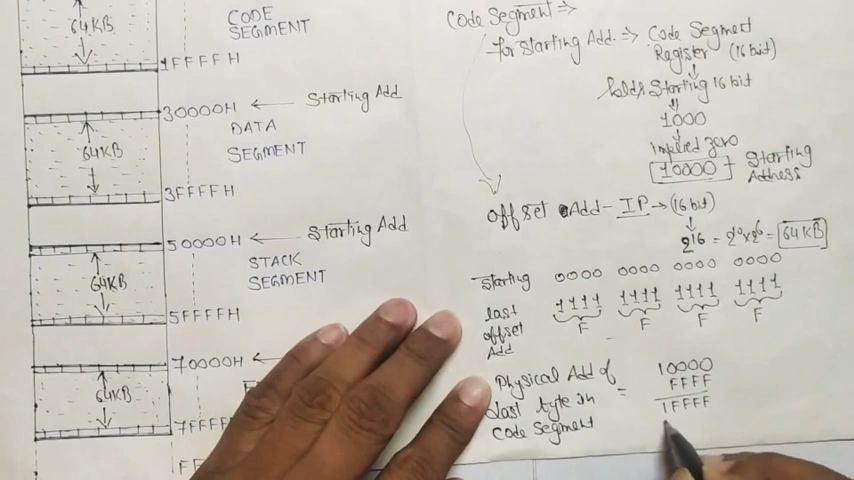 64KB
CODE
SEGMENT
1FFFFH
30000H ← Starting Add
DATA
64KB
SEGMENT
3FFFFH
50000H ← Starting Add
STACK
64KB
SEGMENT
5FFFFH
70000H ←
64KB
7FFFF
Code Segment ⇒
for starting Add. ⇒ Code Segment
Register (16 bit)
holds Starting 16 bit
1000
implied zero
10000 → Starting
Address
offset Add - IP → (16 bit)
2^16 = 2^10 x 2^6 = 64KB
starting 0000 0000 0000 0000
last 1111 1111 1111 1111
offset F F F F
Add
Physical Add of 10000
last byte in = FFFF
Code Segment 1FFFF